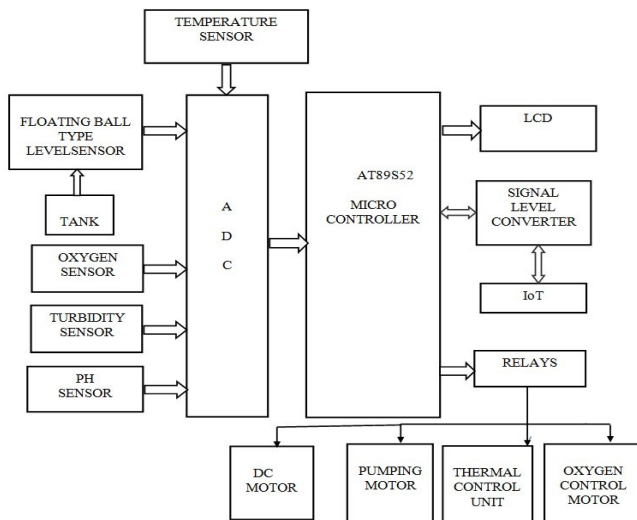 TEMPERATURE
SENSOR
FLOATING BALL
TYPE
LEVELSENSOR
TANK
OXYGEN
SENSOR
TURBIDITY
SENSOR
PH
SENSOR
A
D
C
AT89S52
MICRO
CONTROLLER
LCD
SIGNAL
LEVEL
CONVERTER
IoT
RELAYS
DC
MOTOR
PUMPING
MOTOR
THERMAL
CONTROL
UNIT
OXYGEN
CONTROL
MOTOR